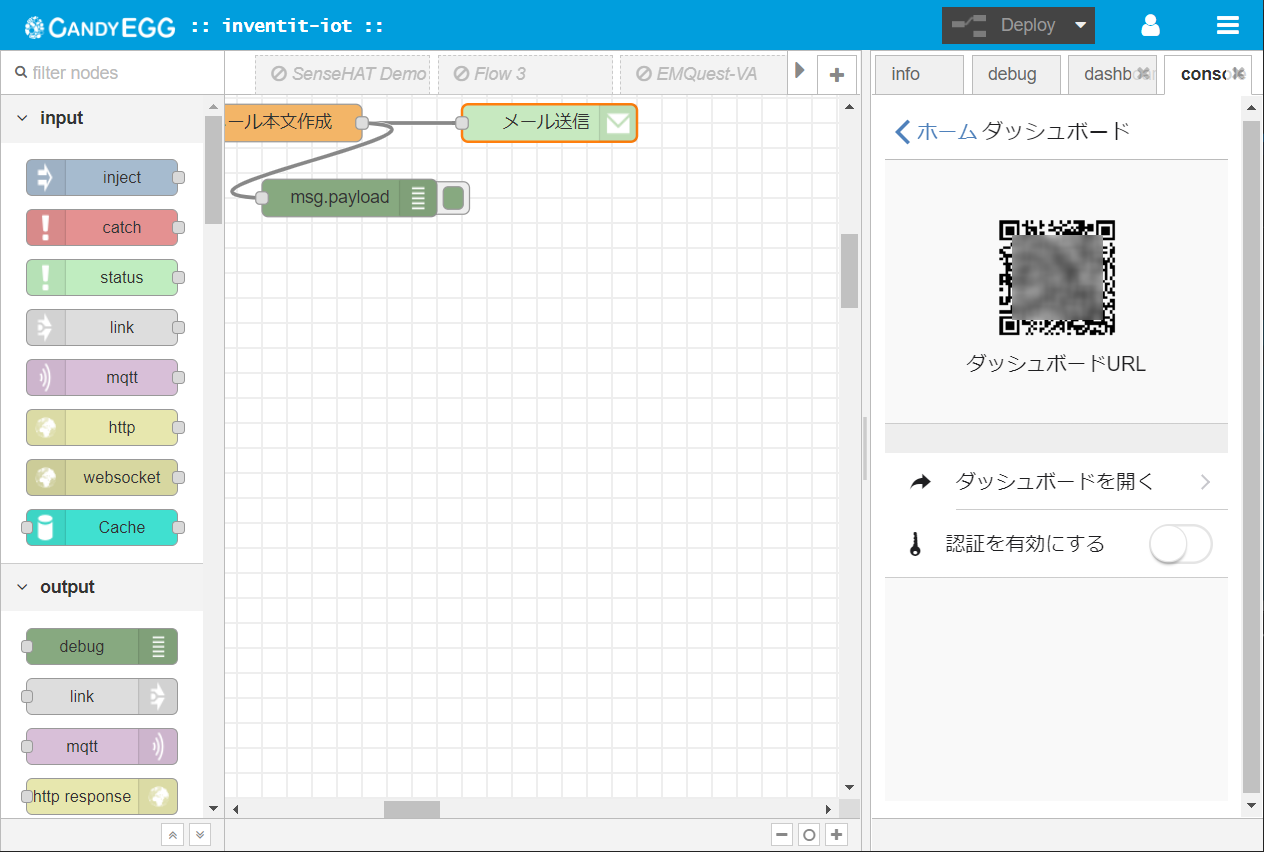 CANDYEGG :: inventit-iot ::
Deploy
filter nodes
SenseHAT Demo
Flow 3
EMQuest-VA
info
debug
dashb
conso
input
inject
catch
status
link
mqtt
http
websocket
Cache
output
debug
link
mqtt
http response
ール本文作成
メール送信
msg.payload
ホーム ダッシュボード
ダッシュボードURL
ダッシュボードを開く
認証を有効にする